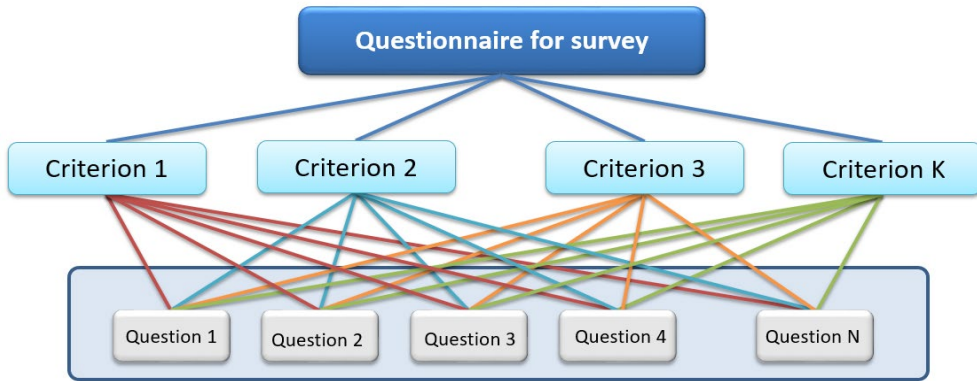 Questionnaire for survey
Criterion 1
Criterion 2
Criterion 3
Criterion K
Question 1
Question 2
Question 3
Question 4
Question N